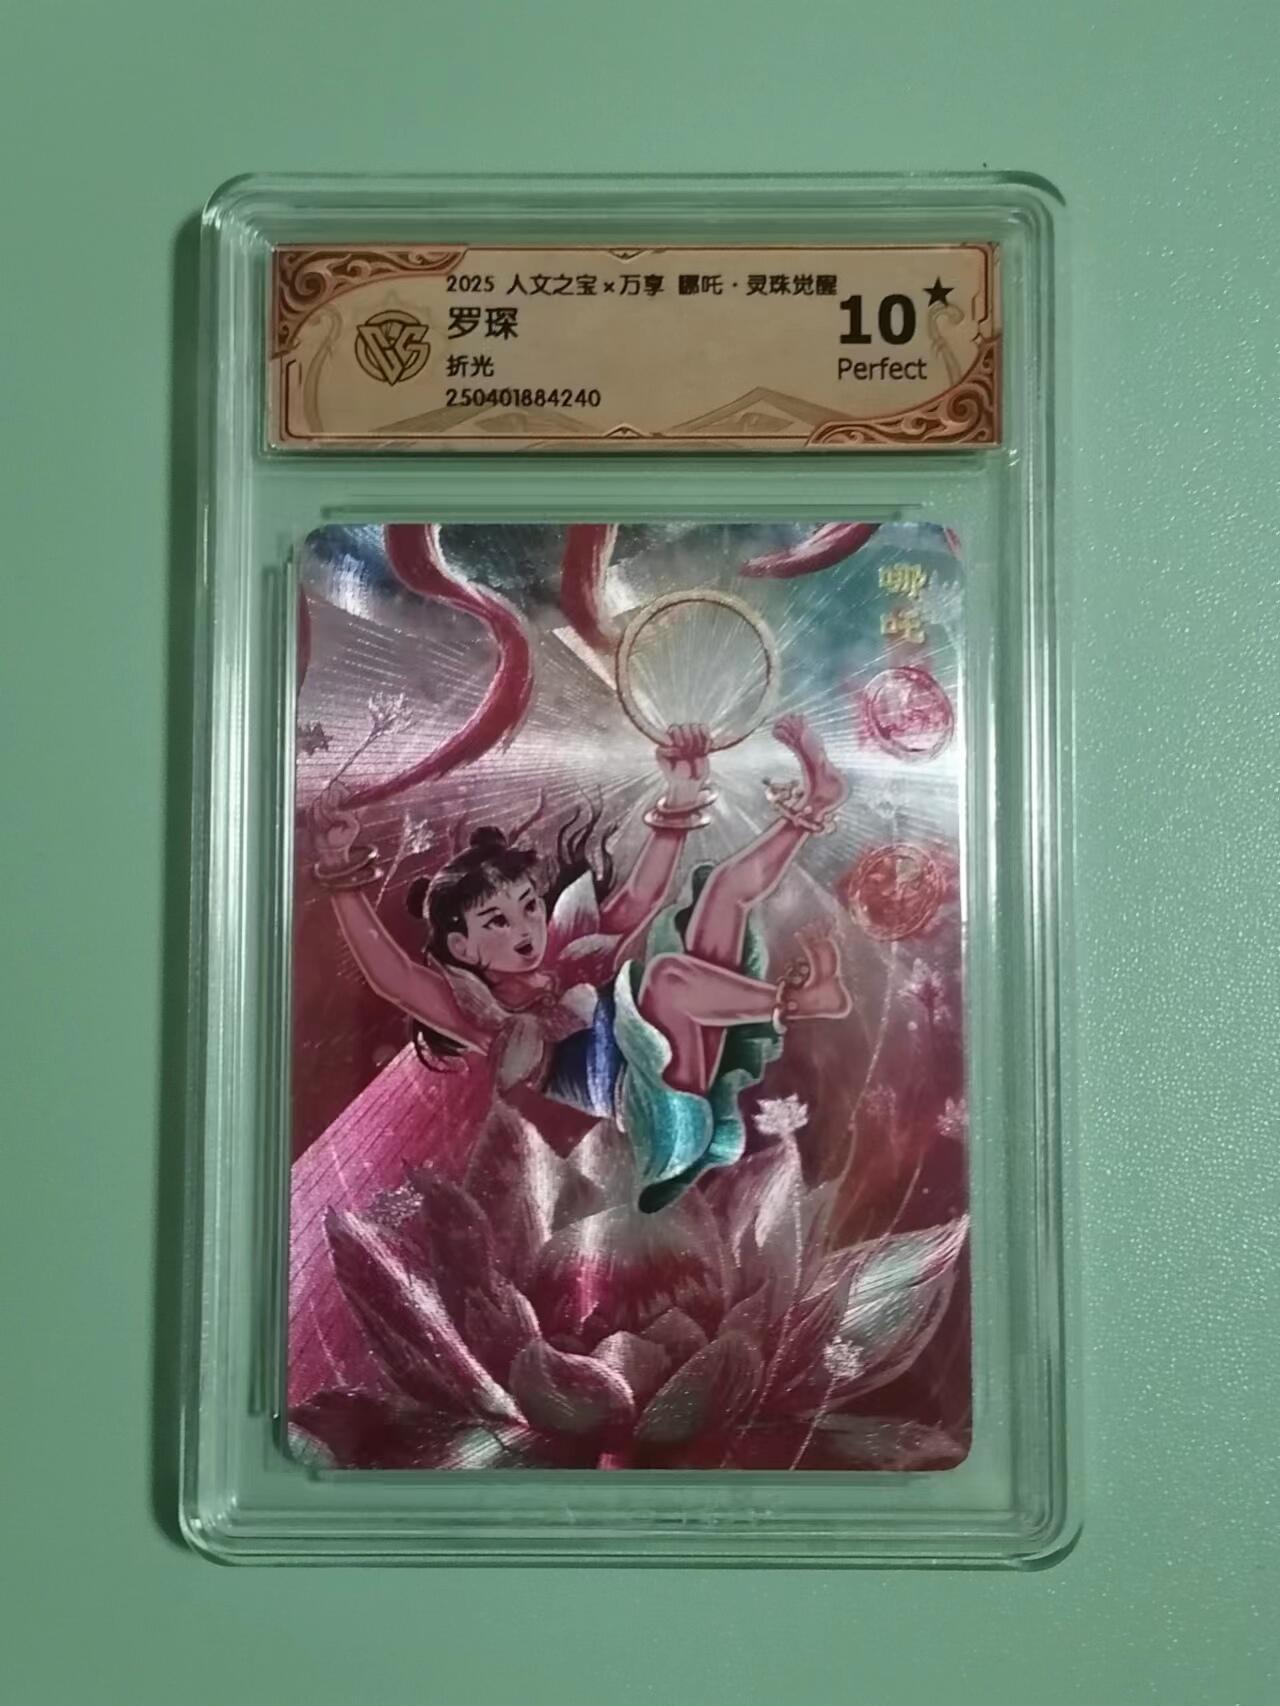 2025 人文之宝×万享 哪吒·灵珠觉醒
罗琛
折光
250401884240
10★
Perfect
哪
吒